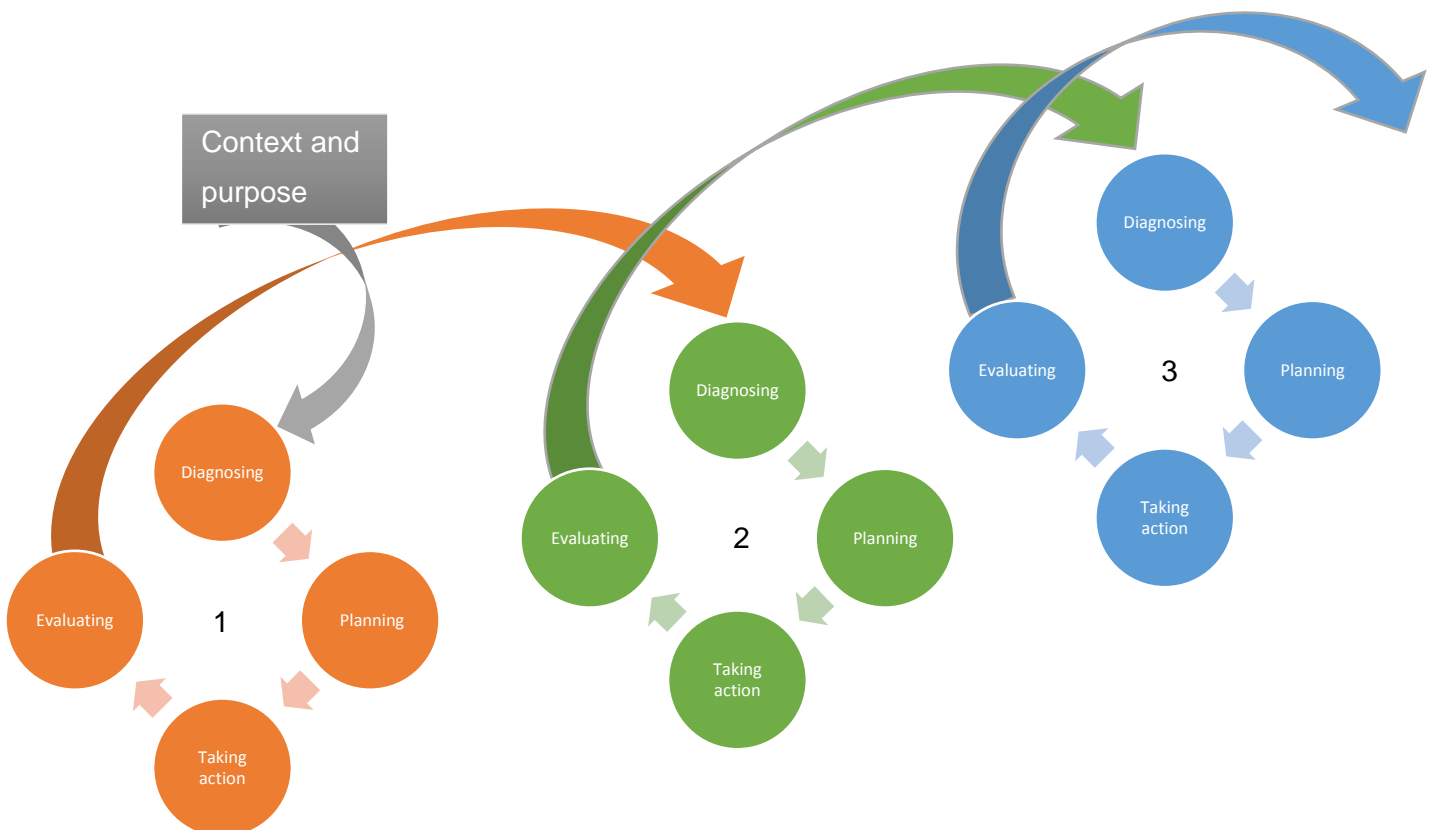 Context and
purpose
Diagnosing
Evaluating
1
Planning
Taking
action
Diagnosing
Evaluating
2
Planning
Taking
action
Diagnosing
Evaluating
3
Planning
Taking
action